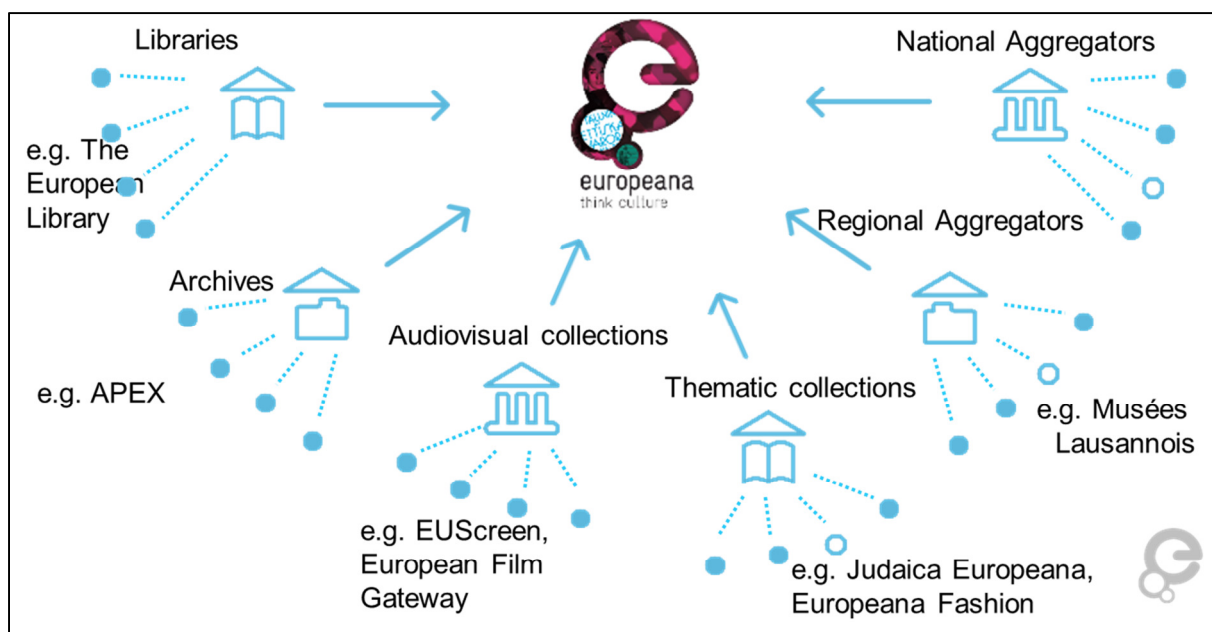 Libraries
e.g. The
European
Library
europeana
think culture
National Aggregators
Regional Aggregators
Archives
e.g. APEX
Audiovisual collections
e.g. EUScreen,
European Film
Gateway
Thematic collections
e.g. Judaica Europeana,
Europeana Fashion
e.g. Musées
Lausannois